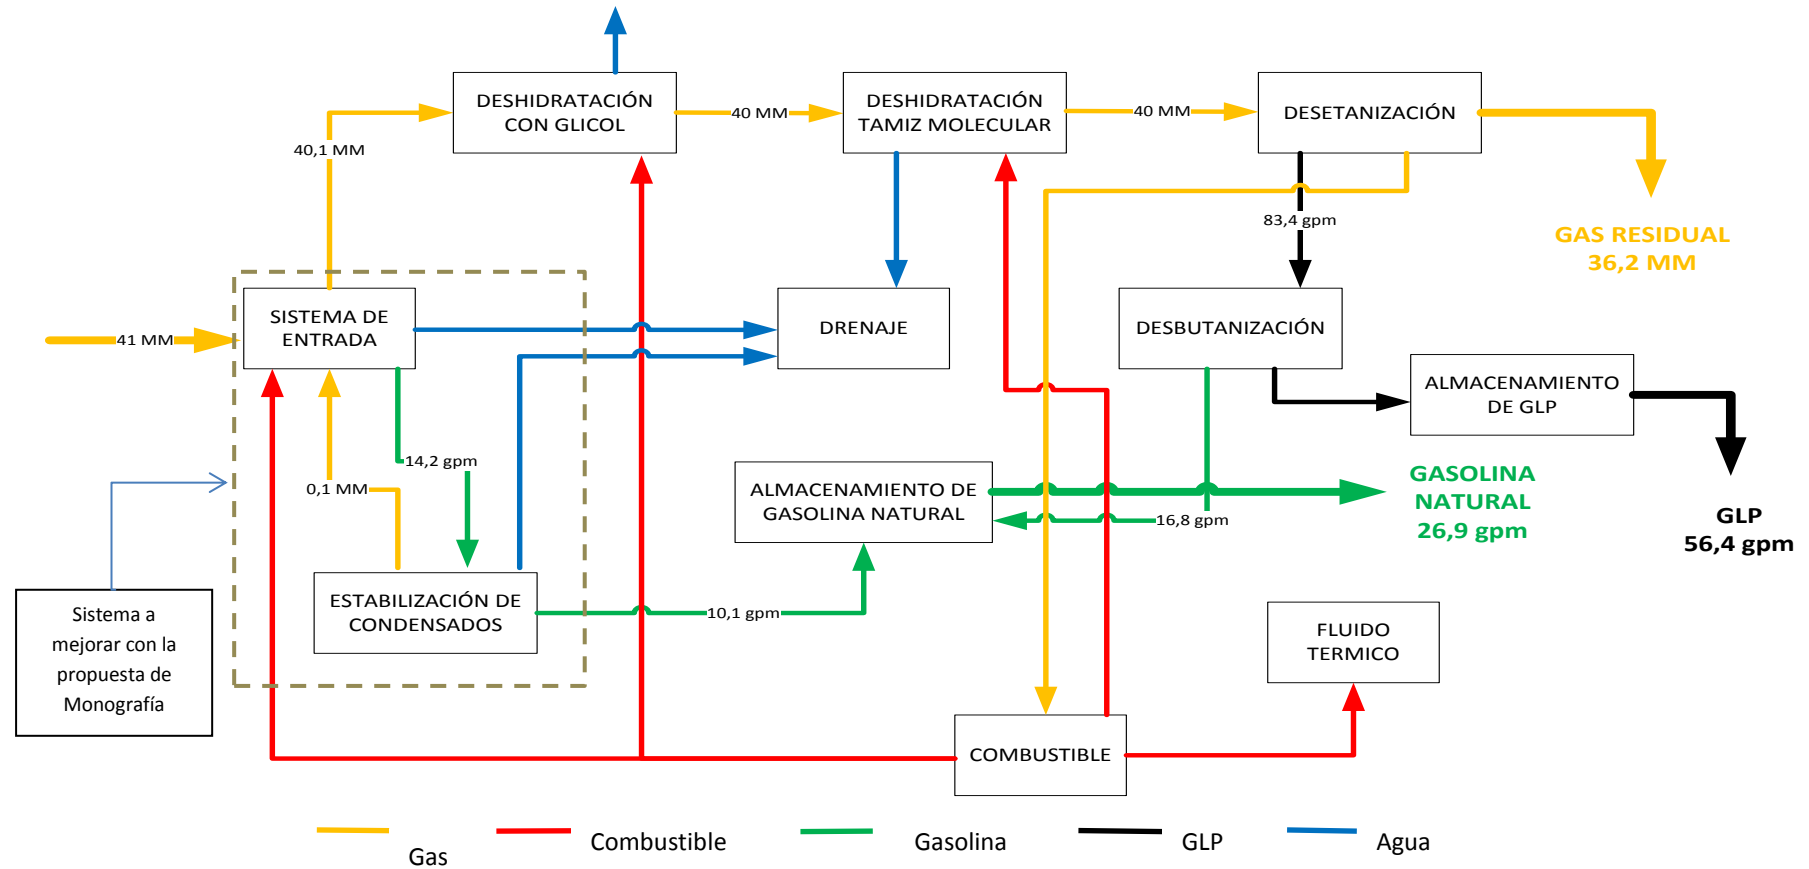 DESHIDRATACIÓN
CON GLICOL
40 MM
DESHIDRATACIÓN
TAMIZ MOLECULAR
40 MM
DESETANIZACIÓN
40,1 MM
83,4 gpm
GAS RESIDUAL
36,2 MM
41 MM
SISTEMA DE
ENTRADA
DRENAJE
DESBUTANIZACIÓN
ALMACENAMIENTO
DE GLP
14,2 gpm
0,1 MM
ALMACENAMIENTO DE
GASOLINA NATURAL
16,8 gpm
GASOLINA
NATURAL
26,9 gpm
GLP
56,4 gpm
Sistema a
mejorar con la
propuesta de
Monografía
ESTABILIZACIÓN DE
CONDENSADOS
10,1 gpm
FLUIDO
TERMICO
COMBUSTIBLE
Gas
Combustible
Gasolina
GLP
Agua